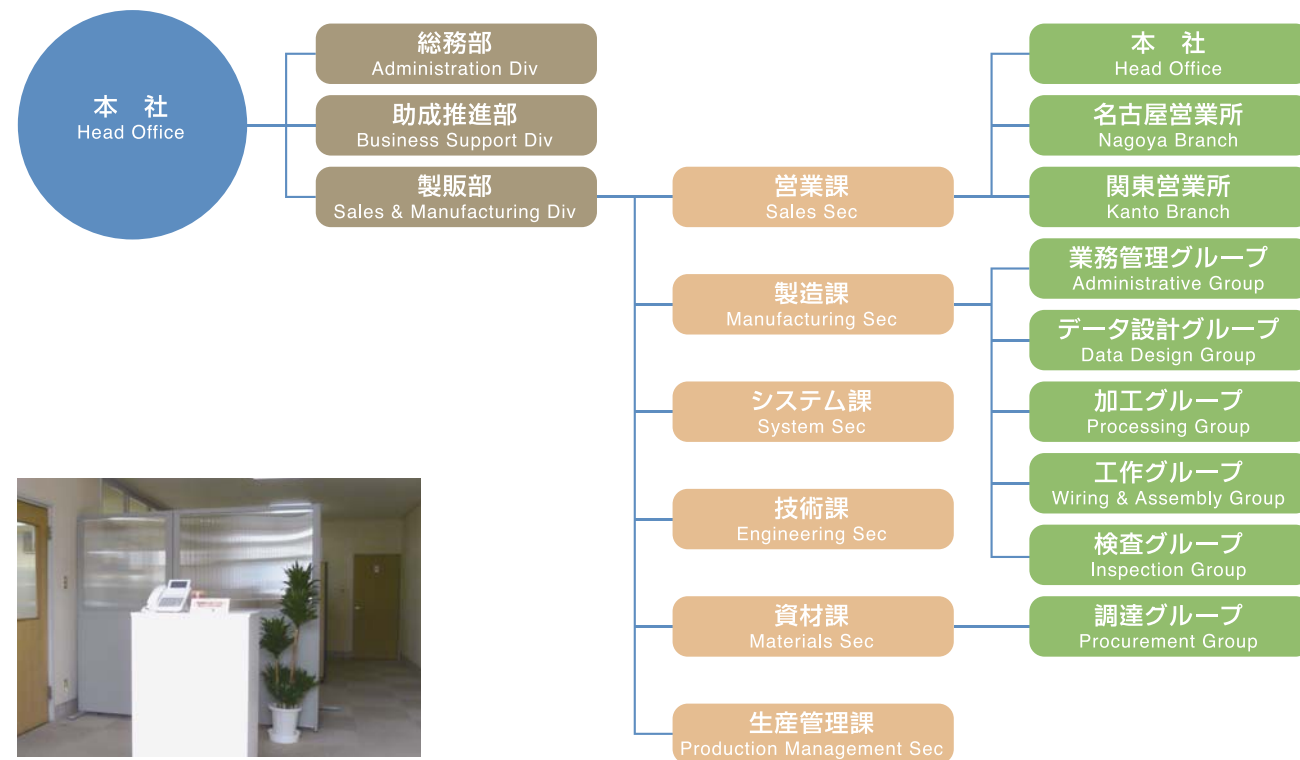 本　社
Head Office
総務部
Administration Div
助成推進部
Business Support Div
製販部
Sales & Manufacturing Div
営業課
Sales Sec
製造課
Manufacturing Sec
システム課
System Sec
技術課
Engineering Sec
資材課
Materials Sec
生産管理課
Production Management Sec
本　社
Head Office
名古屋営業所
Nagoya Branch
関東営業所
Kanto Branch
業務管理グループ
Administrative Group
データ設計グループ
Data Design Group
加工グループ
Processing Group
工作グループ
Wiring & Assembly Group
検査グループ
Inspection Group
調達グループ
Procurement Group